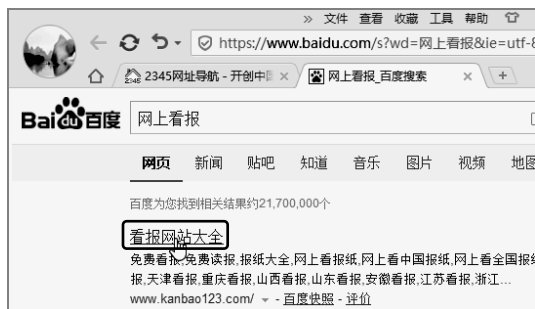 » 文件 查看 收藏 工具 帮助
https://www.baidu.com/s?wd=网上看报&ie=utf-8
2345网址导航 - 开创中 × 网上看报_百度搜索 × +
Bai百度 网上看报
网页 新闻 贴吧 知道 音乐 图片 视频 地图
百度为您找到相关结果约21,700,000个
看报网站大全
免费看报,免费读报,报纸大全,网上看报纸,网上看中国报纸,网上看全国报纸
报,天津看报,重庆看报,山西看报,山东看报,安徽看报,江苏看报,浙江...
www.kanbao123.com/ - 百度快照 - 评价